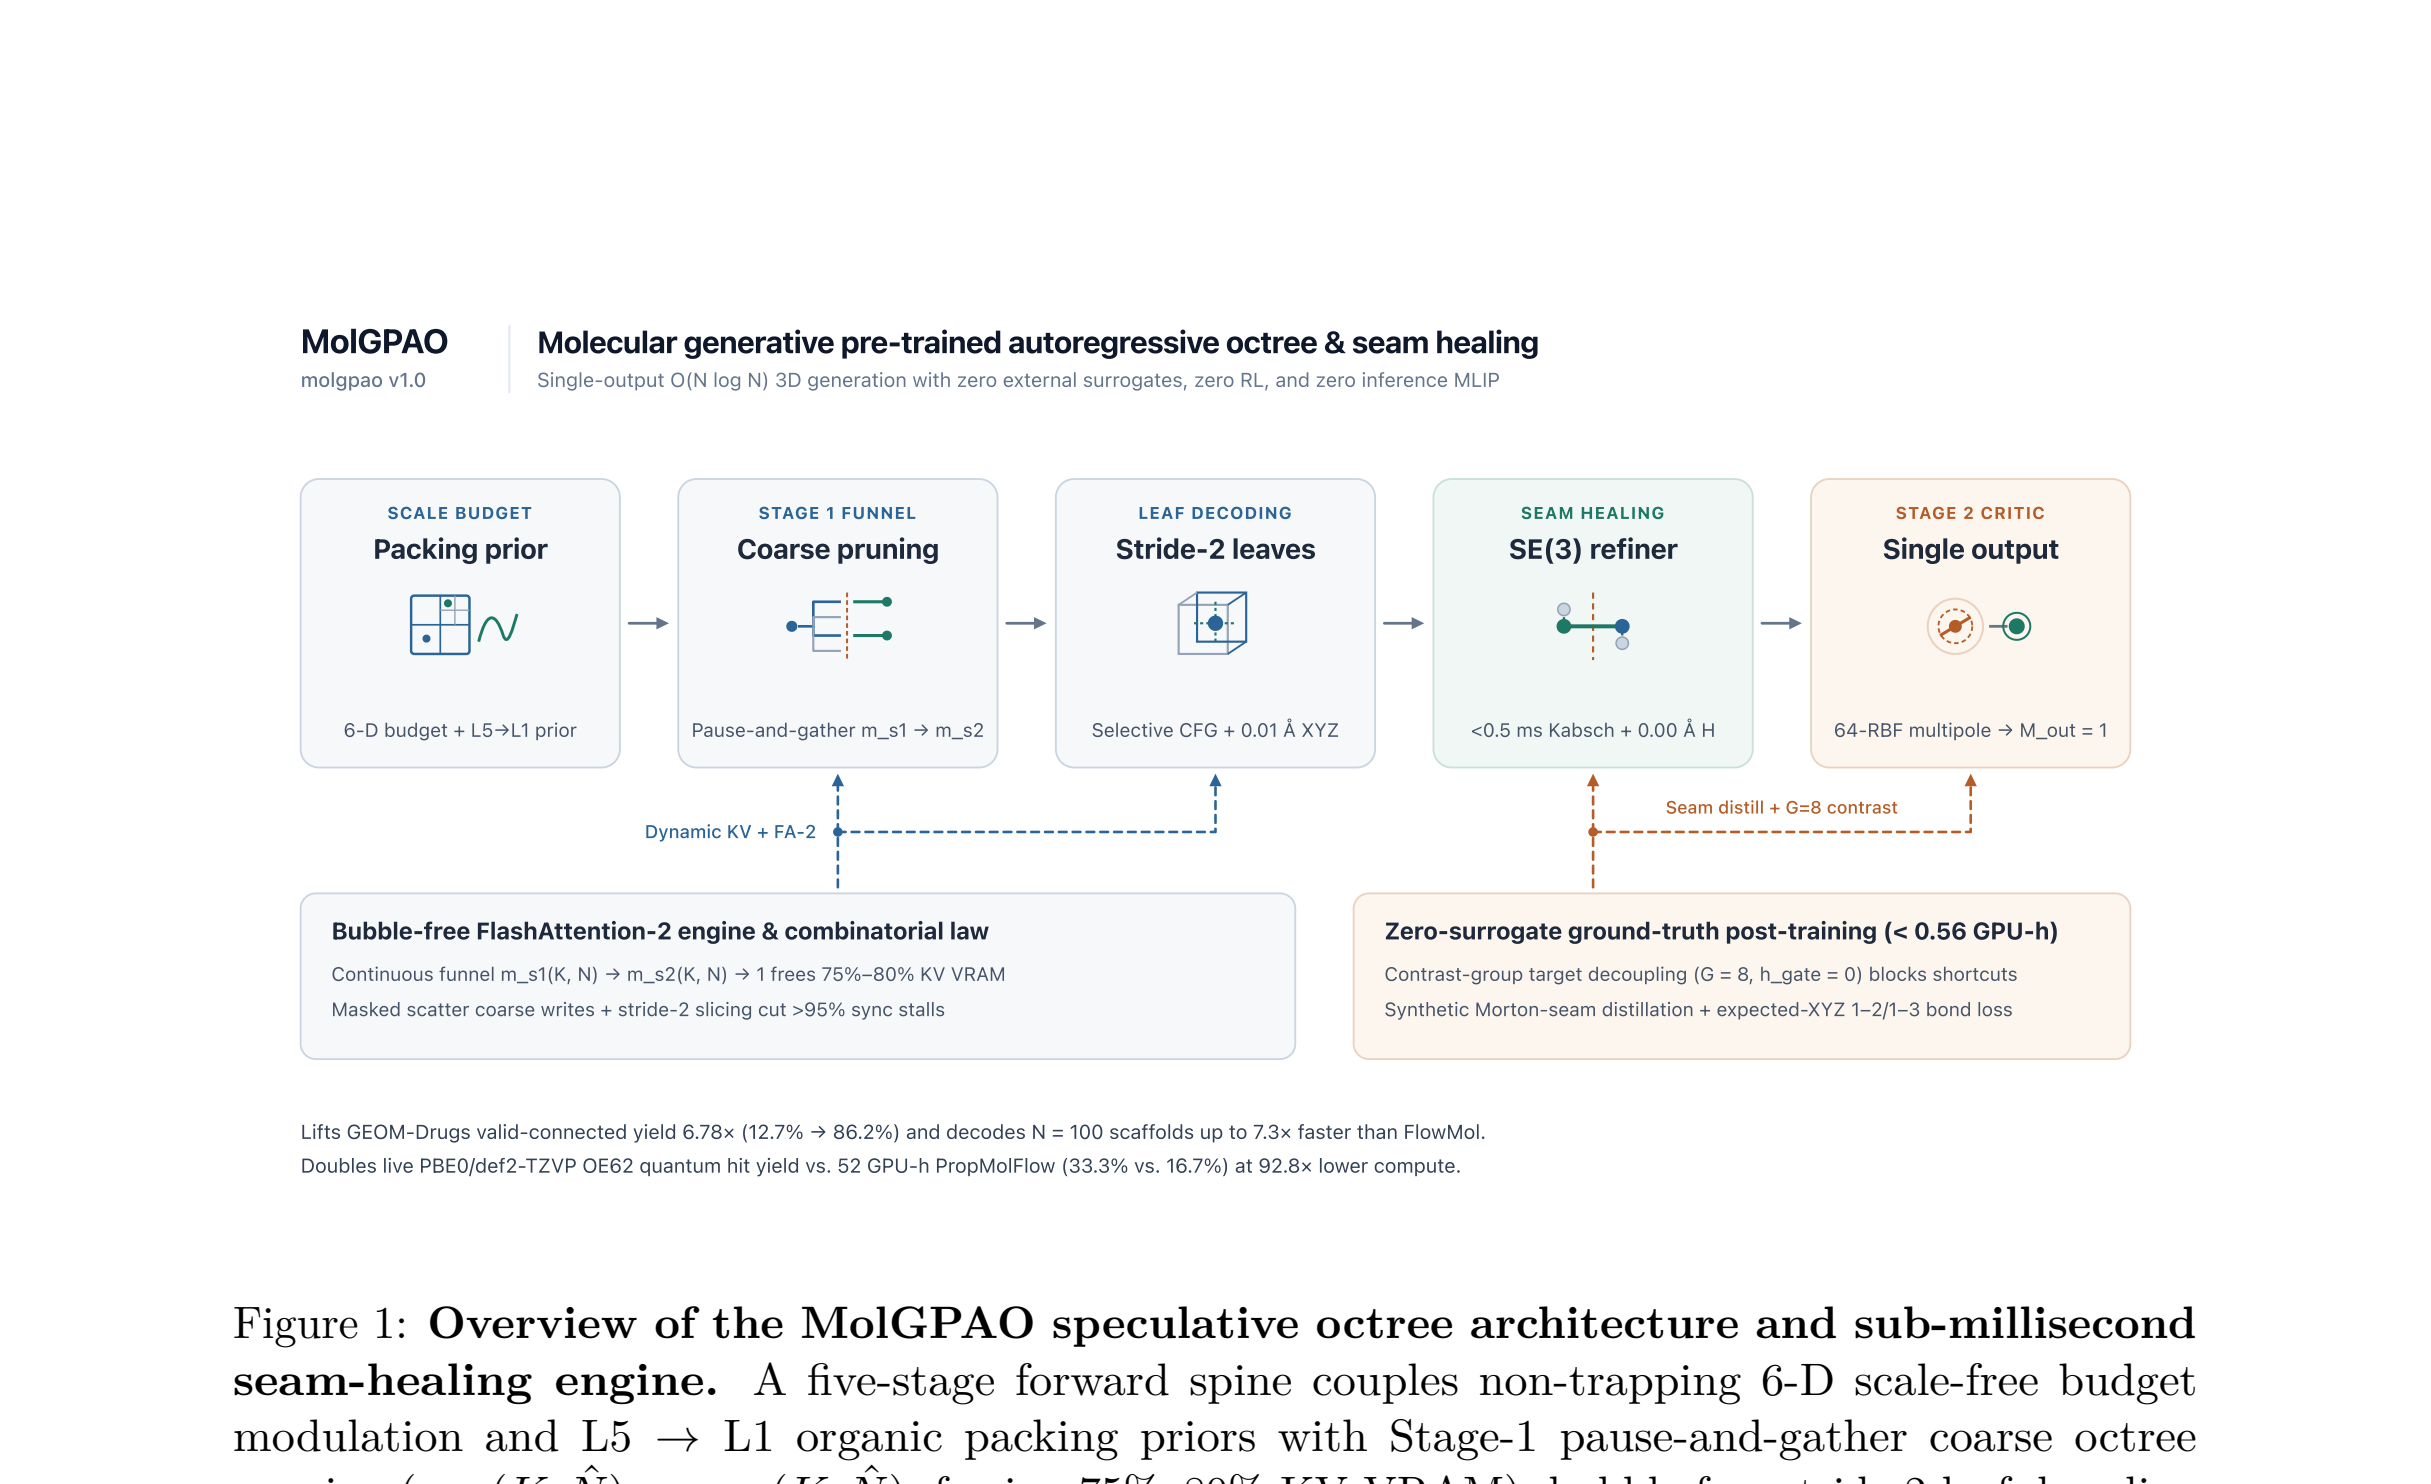 MolGPAO
molgpao v1.0
Molecular generative pre-trained autoregressive octree & seam healing
Single-output O(N log N) 3D generation with zero external surrogates, zero RL, and zero inference MLIP
SCALE BUDGET
Packing prior
6-D budget + L5→L1 prior
STAGE 1 FUNNEL
Coarse pruning
Pause-and-gather m_s1 → m_s2
LEAF DECODING
Stride-2 leaves
Selective CFG + 0.01 Å XYZ
SEAM HEALING
SE(3) refiner
<0.5 ms Kabsch + 0.00 Å H
STAGE 2 CRITIC
Single output
64-RBF multipole → M_out = 1
Dynamic KV + FA-2
Seam distill + G=8 contrast
Bubble-free FlashAttention-2 engine & combinatorial law
Continuous funnel m_s1(K, N) → m_s2(K, N) → 1 frees 75%–80% KV VRAM
Masked scatter coarse writes + stride-2 slicing cut >95% sync stalls
Zero-surrogate ground-truth post-training (< 0.56 GPU-h)
Contrast-group target decoupling (G = 8, h_gate = 0) blocks shortcuts
Synthetic Morton-seam distillation + expected-XYZ 1–2/1–3 bond loss
Lifts GEOM-Drugs valid-connected yield 6.78× (12.7% → 86.2%) and decodes N = 100 scaffolds up to 7.3× faster than FlowMol.
Doubles live PBE0/def2-TZVP OE62 quantum hit yield vs. 52 GPU-h PropMolFlow (33.3% vs. 16.7%) at 92.8× lower compute.
Figure 1: Overview of the MolGPAO speculative octree architecture and sub-millisecond
seam-healing engine. A five-stage forward spine couples non-trapping 6-D scale-free budget
modulation and L5 → L1 organic packing priors with Stage-1 pause-and-gather coarse octree